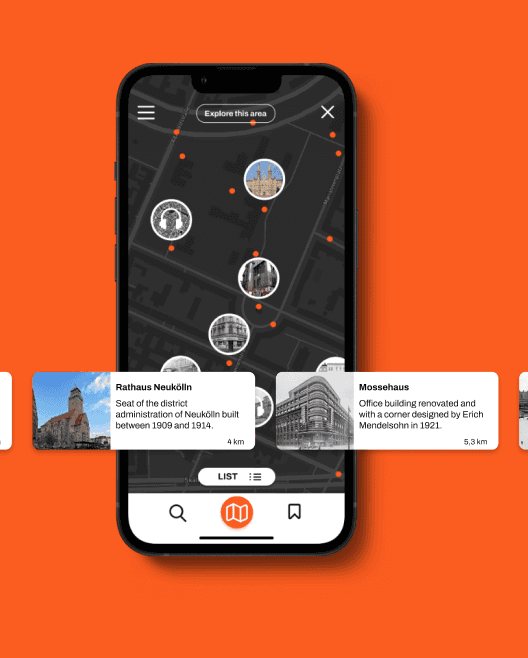 Explore this area
Rathaus Neukölln
Seat of the district
administration of Neukölln built
between 1909 and 1914.
4 km
Mossehaus
Office building renovated and
with a corner designed by Erich
Mendelsohn in 1921.
5,3 km
LIST